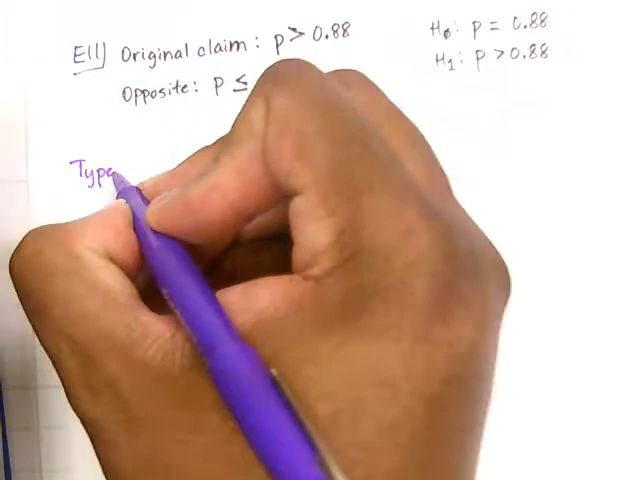 E11] Original claim: p > 0.88
Opposite: p ≤
H₀: p = 0.88
H₁: p > 0.88
Type